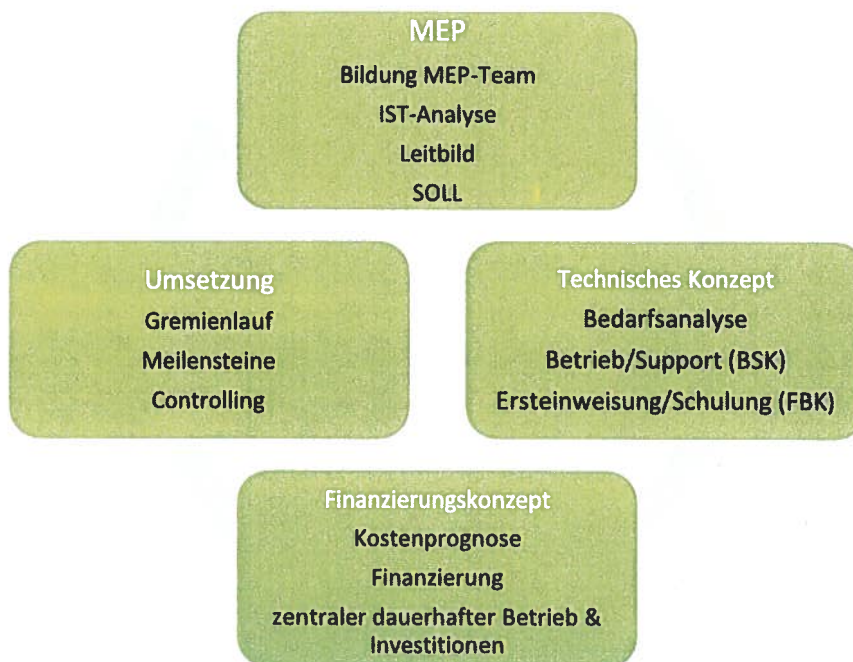 MEP
Bildung MEP-Team
IST-Analyse
Leitbild
SOLL
Umsetzung
Gremienlauf
Meilensteine
Controlling
Technisches Konzept
Bedarfsanalyse
Betrieb/Support (BSK)
Ersteinweisung/Schulung (FBK)
Finanzierungskonzept
Kostenprognose
Finanzierung
zentraler dauerhafter Betrieb &
Investitionen